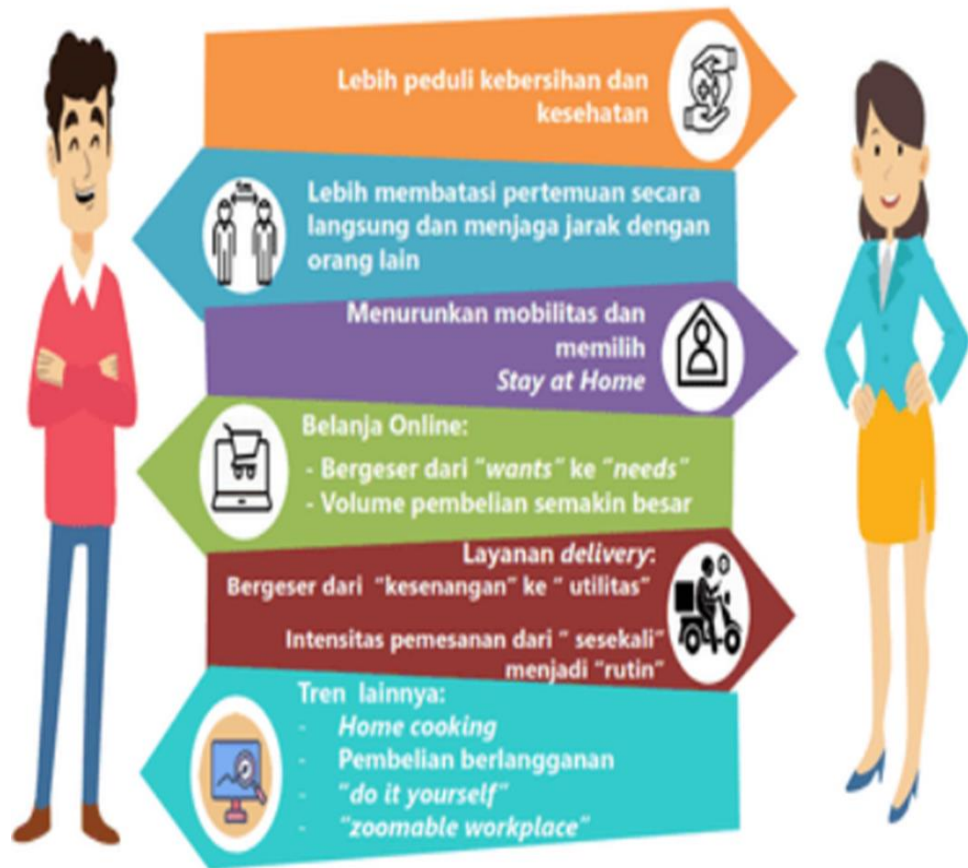 Lebih peduli kebersihan dan
kesehatan
1m
Lebih membatasi pertemuan secara
langsung dan menjaga jarak dengan
orang lain
Menurunkan mobilitas dan
memilih
Stay at Home
Belanja Online:
- Bergeser dari "wants" ke "needs"
- Volume pembelian semakin besar
Layanan delivery:
Bergeser dari "kesenangan" ke " utilitas"
Intensitas pemesanan dari " sesekali"
menjadi "rutin"
Tren lainnya:
- Home cooking
- Pembelian berlangganan
- "do it yourself"
- "zoomable workplace"